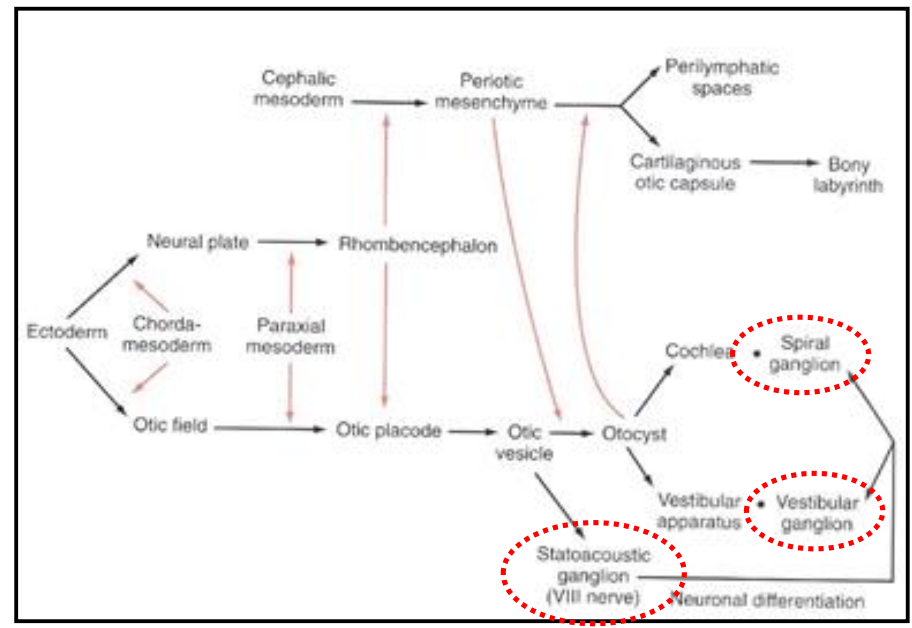 Cephalic
mesoderm
Periotic
mesenchyme
Perilymphatic
spaces
Cartilaginous
otic capsule
Bony
labyrinth
Neural plate
Rhombencephalon
Ectoderm
Chorda-
mesoderm
Paraxial
mesoderm
Otic field
Otic placode
Otic
vesicle
Otocyst
Cochlea
Spiral
ganglion
Vestibular
apparatus
Vestibular
ganglion
Statoacoustic
ganglion
(VIII nerve)
Neuronal differentiation